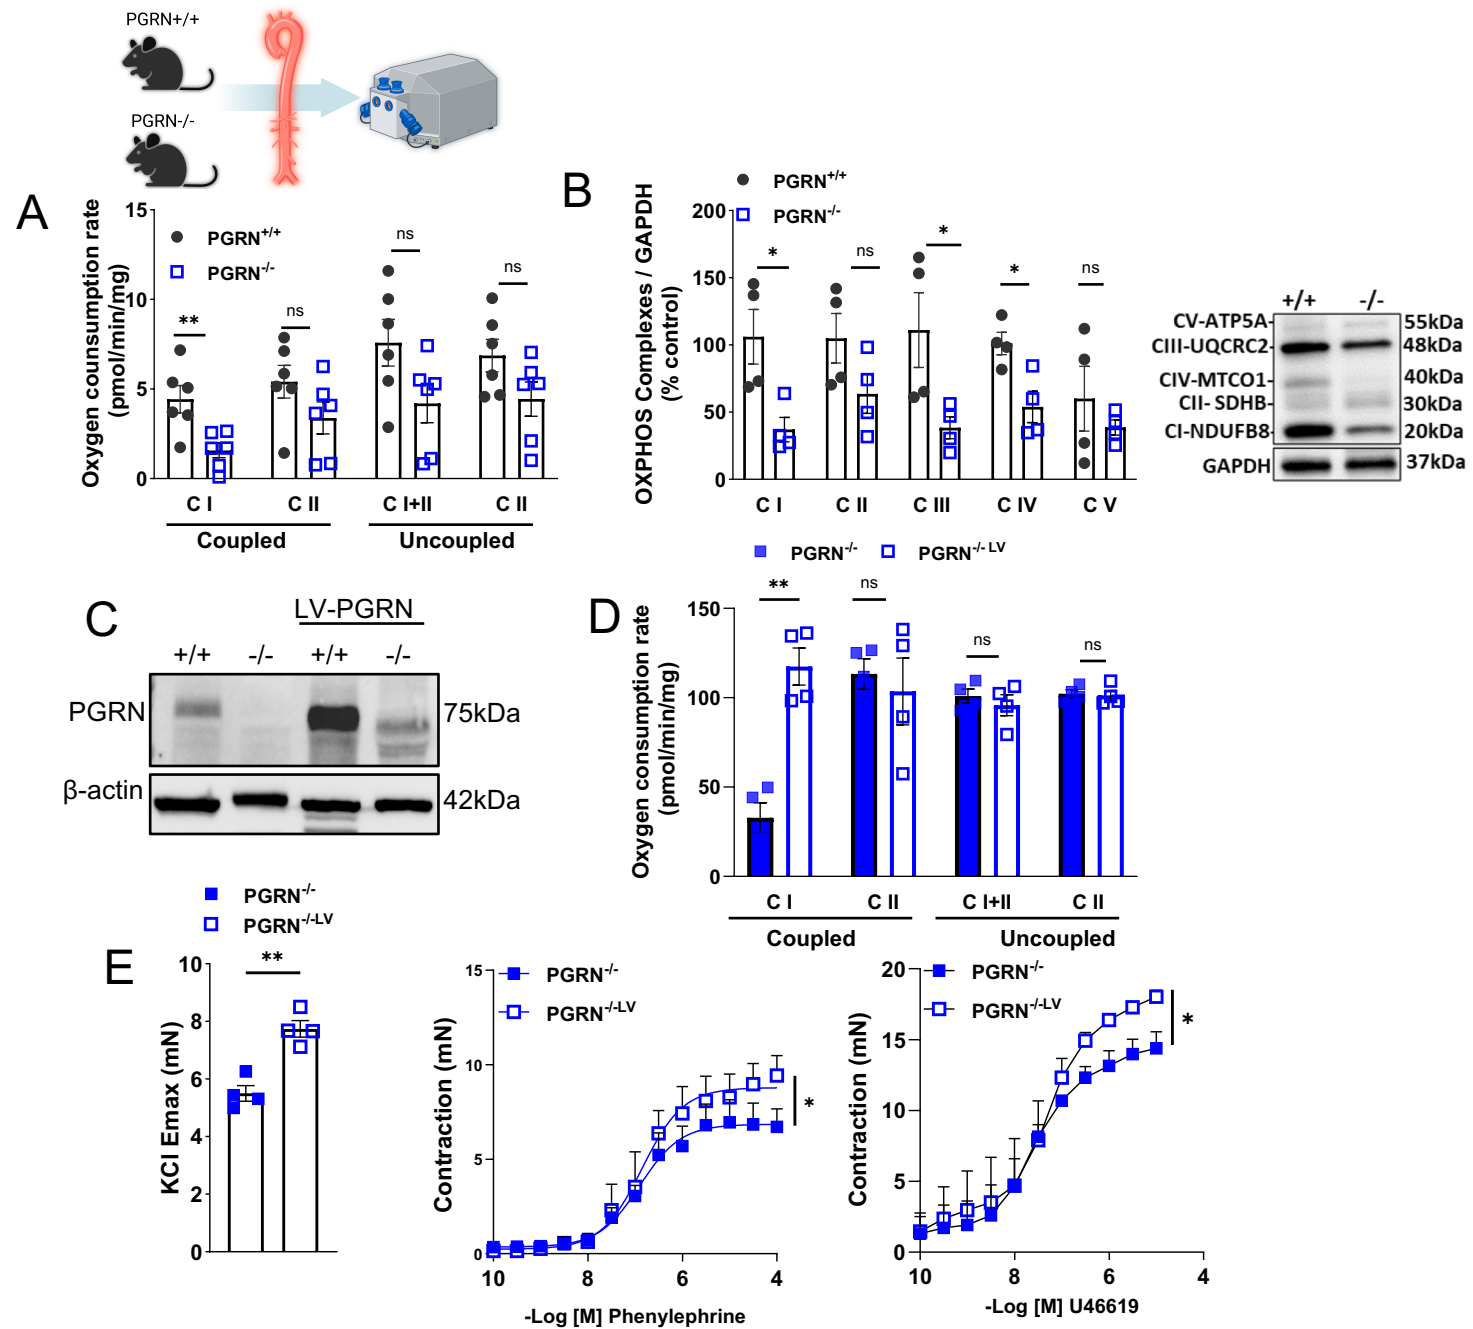 PGRN+/+
PGRN-/-
A
Oxygen counsumption rate
(pmol/min/mg)
15
10
5
0
PGRN+/+
PGRN-/-
**
ns
ns
ns
C I
C II
C I+II
C II
Coupled
Uncoupled
B
OXPHOS Complexes / GAPDH
(% control)
PGRN+/+
PGRN-/-
200
150
100
50
0
*
ns
*
*
ns
C I
C II
C III
C IV
C V
+/+ -/-
CV-ATP5A- 55kDa
CIII-UQCRC2- 48kDa
CIV-MTCO1- 40kDa
CII- SDHB- 30kDa
CI-NDUFB8- 20kDa
GAPDH 37kDa
C
LV-PGRN
+/+ -/- +/+ -/-
PGRN 75kDa
β-actin 42kDa
D
PGRN-/- PGRN-/- LV
Oxygen consumption rate
(pmol/min/mg)
150
100
50
0
**
ns
ns
ns
C I
C II
C I+II
C II
Coupled
Uncoupled
E
PGRN-/-
PGRN-/-LV
KCl Emax (mN)
10
8
6
4
2
0
**
Contraction (mN)
15
10
5
0
PGRN-/-
PGRN-/-LV
*
10 8 6 4
-Log [M] Phenylephrine
Contraction (mN)
20
15
10
5
0
PGRN-/-
PGRN-/-LV
*
10 8 6 4
-Log [M] U46619